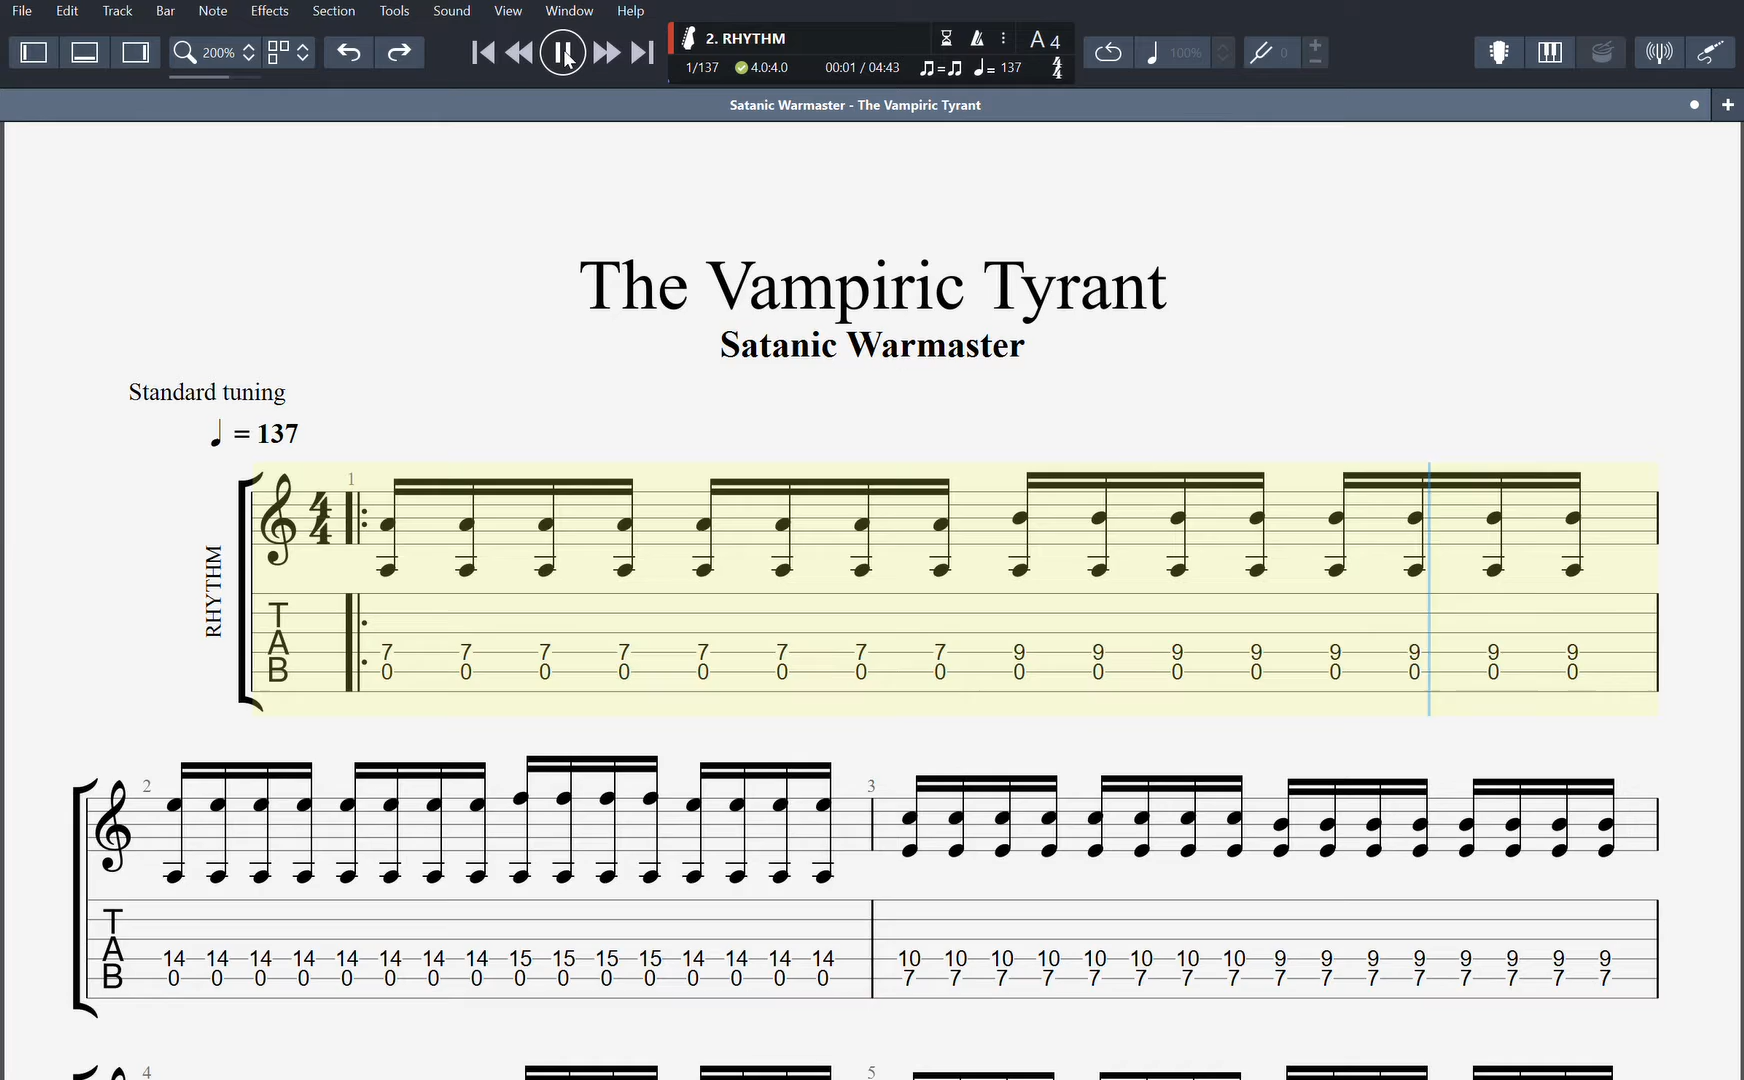 File Edit Track Bar Note Effects Section Tools Sound View Window Help
200% 2. RHYTHM A 4 100% 0
1/137 4.0:4.0 00:01 / 04:43 = = 137 4/4
Satanic Warmaster - The Vampiric Tyrant
The Vampiric Tyrant
Satanic Warmaster
Standard tuning
= 137
1
4
4
RHYTHM
T
A
B
7 7 7 7 7 7 7 7 9 9 9 9 9 9 9 9
0 0 0 0 0 0 0 0 0 0 0 0 0 0 0 0
2 3
T
A
B
14 14 14 14 14 14 14 14 15 15 15 15 14 14 14 14 10 10 10 10 10 10 10 10 9 9 9 9 9 9 9 9
0 0 0 0 0 0 0 0 0 0 0 0 0 0 0 0 7 7 7 7 7 7 7 7 7 7 7 7 7 7 7 7
4 5